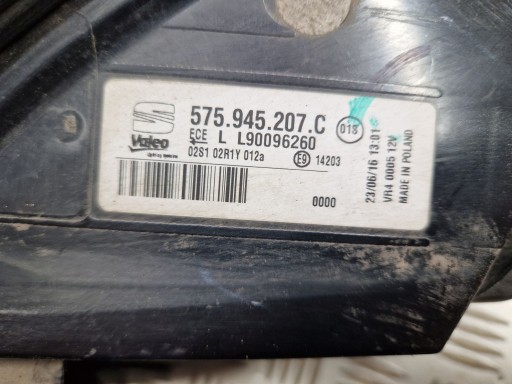 575.945.207.C
018
Valeo
ECE L L90096260
02S1 02R1Y 012a
E9 14203
0000
23/06/16 13:01
VR4 0005 12V
MADE IN POLAND